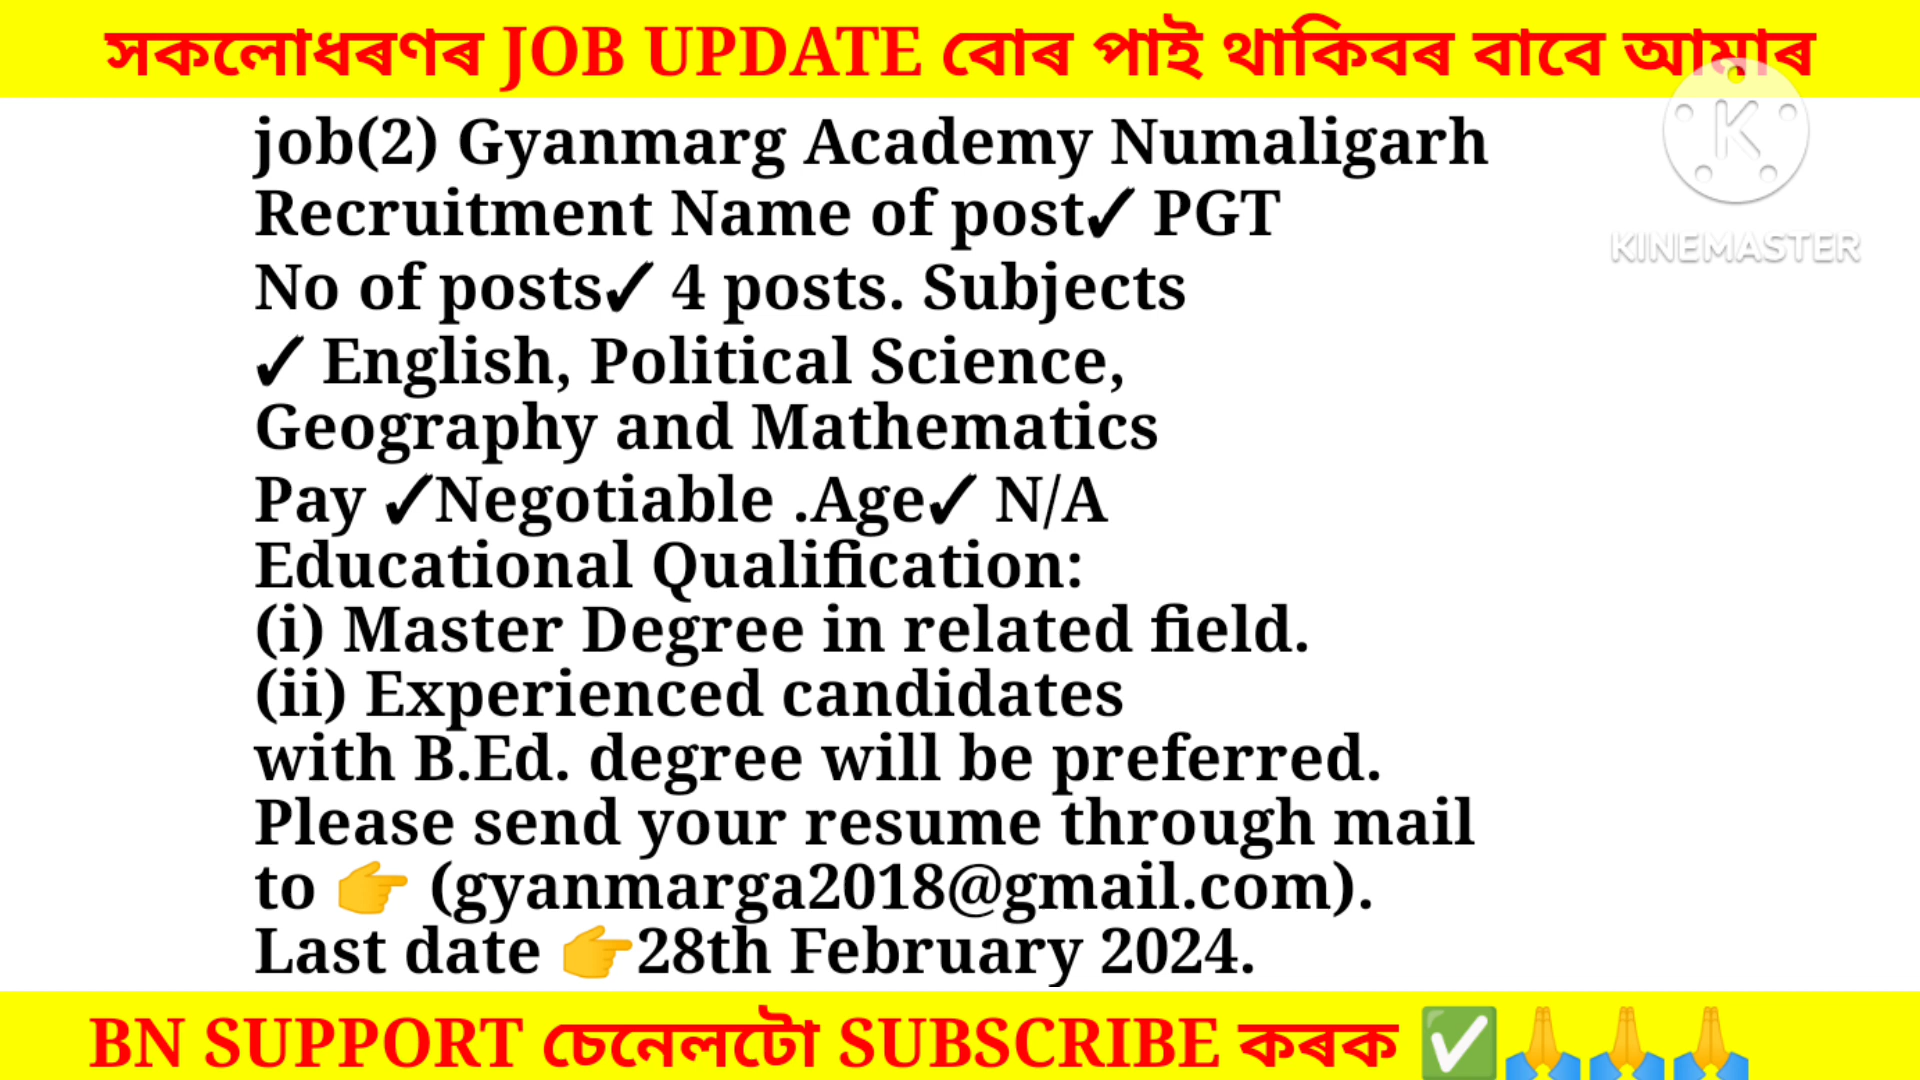 সকলোধৰণৰ JOB UPDATE বোৰ পাই থাকিবৰ বাবে আমাৰ
job(2) Gyanmarg Academy Numaligarh
Recruitment Name of post✓ PGT
No of posts✓ 4 posts. Subjects
✓ English, Political Science,
Geography and Mathematics
Pay ✓Negotiable .Age✓ N/A
Educational Qualification:
(i) Master Degree in related field.
(ii) Experienced candidates
with B.Ed. degree will be preferred.
Please send your resume through mail
to 👉 (gyanmarga2018@gmail.com).
Last date 👉28th February 2024.
BN SUPPORT চেনেলটো SUBSCRIBE কৰক ✅🙏🙏🙏
K
KINEMASTER